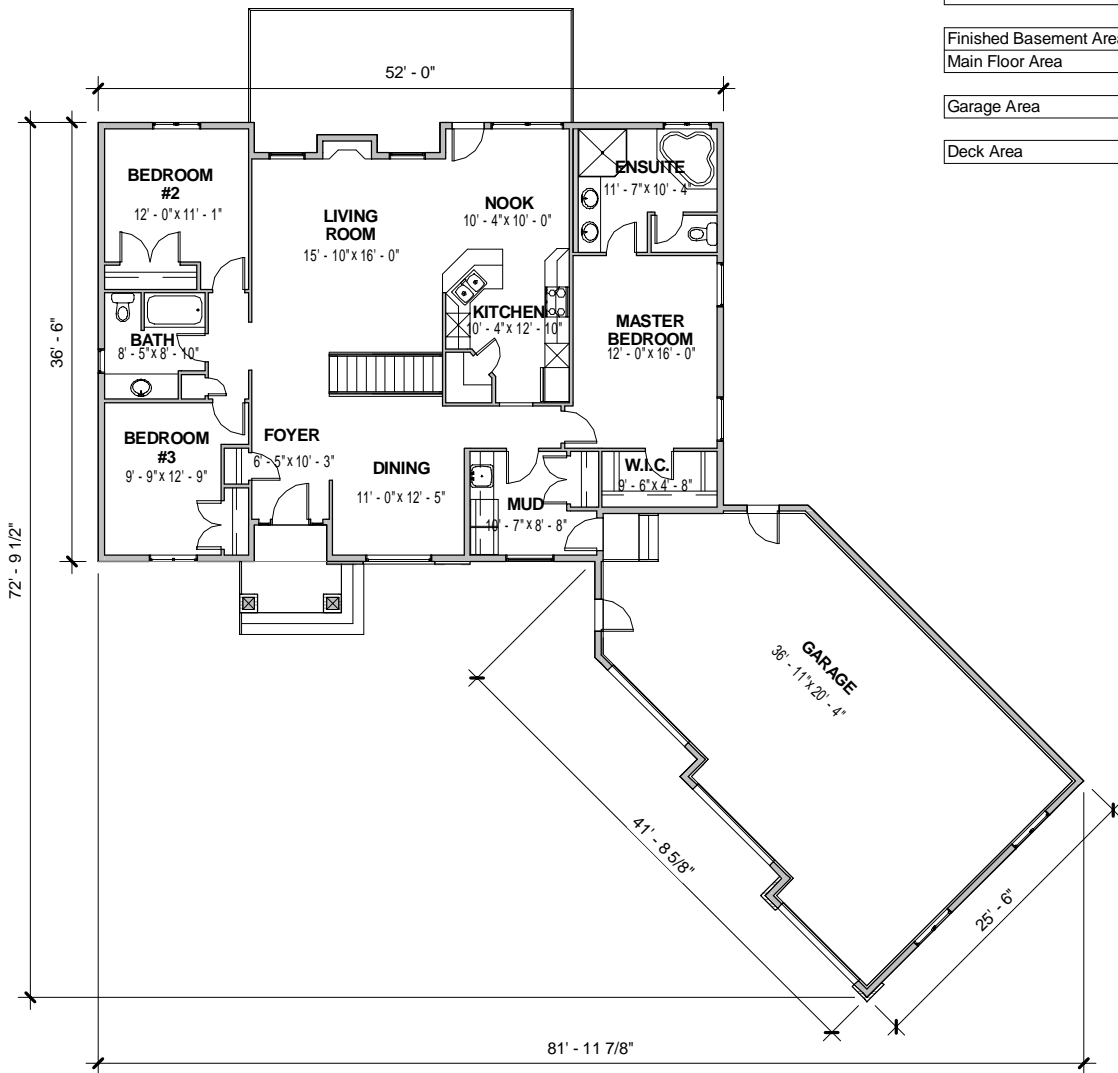 Finished Basement Area
Main Floor Area
Garage Area
Deck Area
52' - 0"
BEDROOM
#2
12' - 0" x 11' - 1"
LIVING
ROOM
15' - 10" x 16' - 0"
NOOK
10' - 4" x 10' - 0"
ENSUITE
11' - 7" x 10' - 4"
KITCHEN
10' - 4" x 12' - 10"
MASTER
BEDROOM
12' - 0" x 16' - 0"
BATH
8' - 5" x 8' - 10"
36' - 6"
BEDROOM
#3
9' - 9" x 12' - 9"
FOYER
6' - 5" x 10' - 3"
DINING
11' - 0" x 12' - 5"
W.I.C.
9' - 6" x 4' - 8"
MUD
10' - 7" x 8' - 8"
72' - 9 1/2"
GARAGE
36' - 11" x 20' - 4"
41' - 8 5/8"
25' - 6"
81' - 11 7/8"